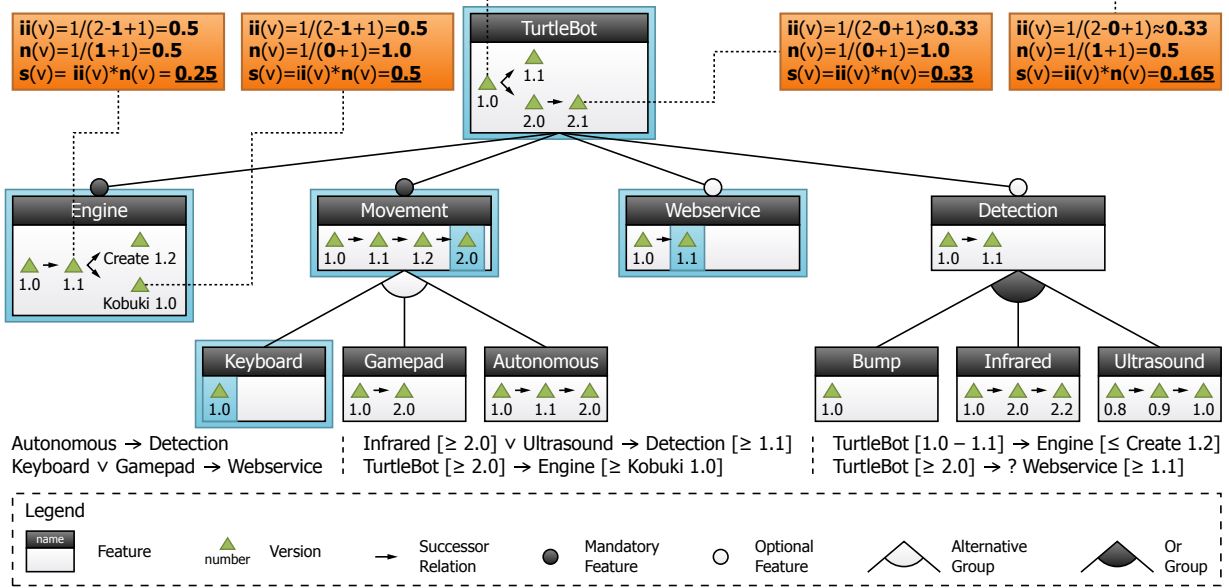 ii(v)=1/(2-1+1)=0.5
n(v)=1/(1+1)=0.5
s(v)= ii(v)*n(v) = 0.25
ii(v)=1/(2-1+1)=0.5
n(v)=1/(0+1)=1.0
s(v)=ii(v)*n(v)=0.5
ii(v)=1/(2-0+1)≈0.33
n(v)=1/(0+1)=1.0
s(v)=ii(v)*n(v)=0.33
ii(v)=1/(2-0+1)≈0.33
n(v)=1/(1+1)=0.5
s(v)=ii(v)*n(v)=0.165
TurtleBot
1.1
1.0
2.0 2.1
Engine
Create 1.2
1.0 1.1
Kobuki 1.0
Movement
1.0 1.1 1.2 2.0
Webservice
1.0 1.1
Detection
1.0 1.1
Keyboard
1.0
Gamepad
1.0 2.0
Autonomous
1.0 1.1 2.0
Bump
1.0
Infrared
1.0 2.0 2.2
Ultrasound
0.8 0.9 1.0
Autonomous → Detection
Keyboard ∨ Gamepad → Webservice
Infrared [≥ 2.0] ∨ Ultrasound → Detection [≥ 1.1]
TurtleBot [≥ 2.0] → Engine [≥ Kobuki 1.0]
TurtleBot [1.0 – 1.1] → Engine [≤ Create 1.2]
TurtleBot [≥ 2.0] → ? Webservice [≥ 1.1]
Legend
name
Feature
number
Version
Successor
Relation
Mandatory
Feature
Optional
Feature
Alternative
Group
Or
Group